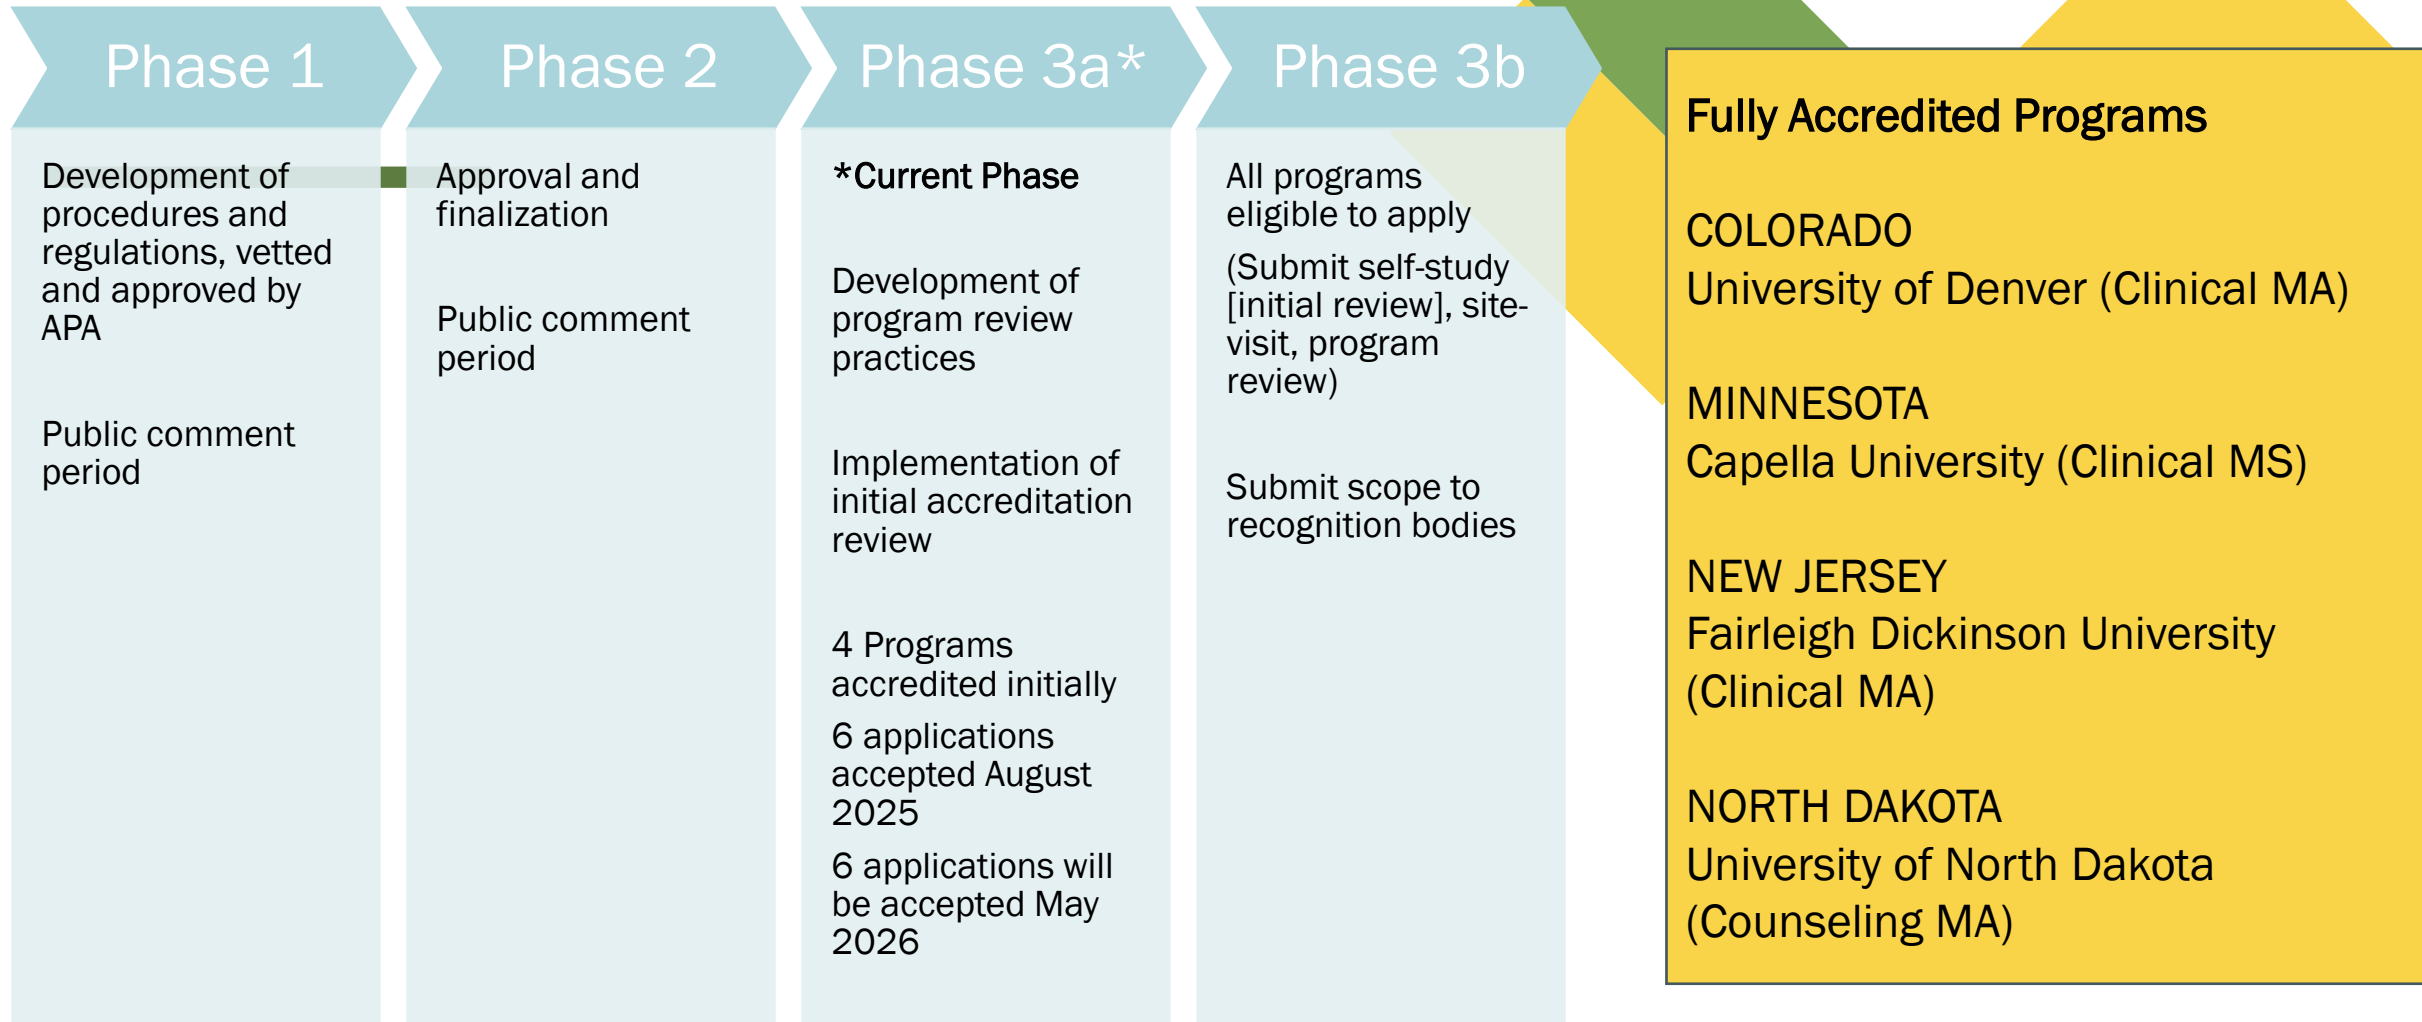 Phase 1
Development of
procedures and
regulations, vetted
and approved by
APA
Public comment
period
Phase 2
Approval and
finalization
Public comment
period
Phase 3a*
*Current Phase
Development of
program review
practices
Implementation of
initial accreditation
review
4 Programs
accredited initially
6 applications
accepted August
2025
6 applications will
be accepted May
2026
Phase 3b
All programs
eligible to apply
(Submit self-study
[initial review], site-
visit, program
review)
Submit scope to
recognition bodies
Fully Accredited Programs
COLORADO
University of Denver (Clinical MA)
MINNESOTA
Capella University (Clinical MS)
NEW JERSEY
Fairleigh Dickinson University
(Clinical MA)
NORTH DAKOTA
University of North Dakota
(Counseling MA)